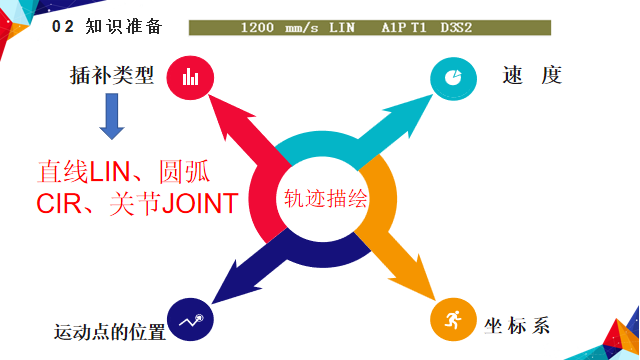 02 知识准备
1200 mm/s LIN A1P T1 D3S2
插补类型
速 度
直线LIN、圆弧
CIR、关节JOINT
轨迹描绘
运动点的位置
坐标系